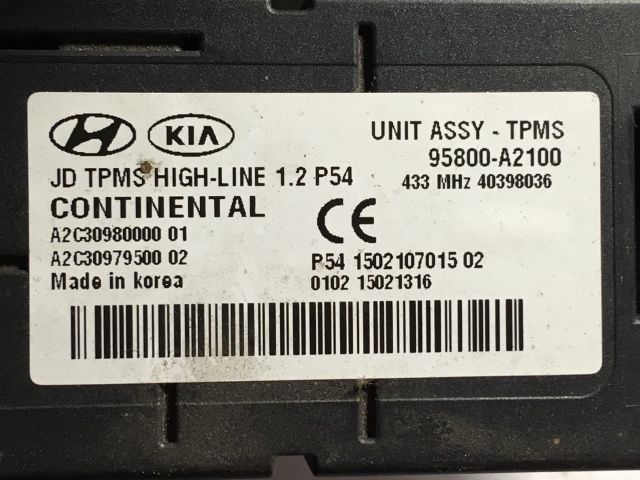 KIA
UNIT ASSY - TPMS
95800-A2100
JD TPMS HIGH-LINE 1.2 P54
433 MHz 40398036
CONTINENTAL
CE
A2C30980000 01
A2C30979500 02
P54 1502107015 02
Made in korea
0102 15021316